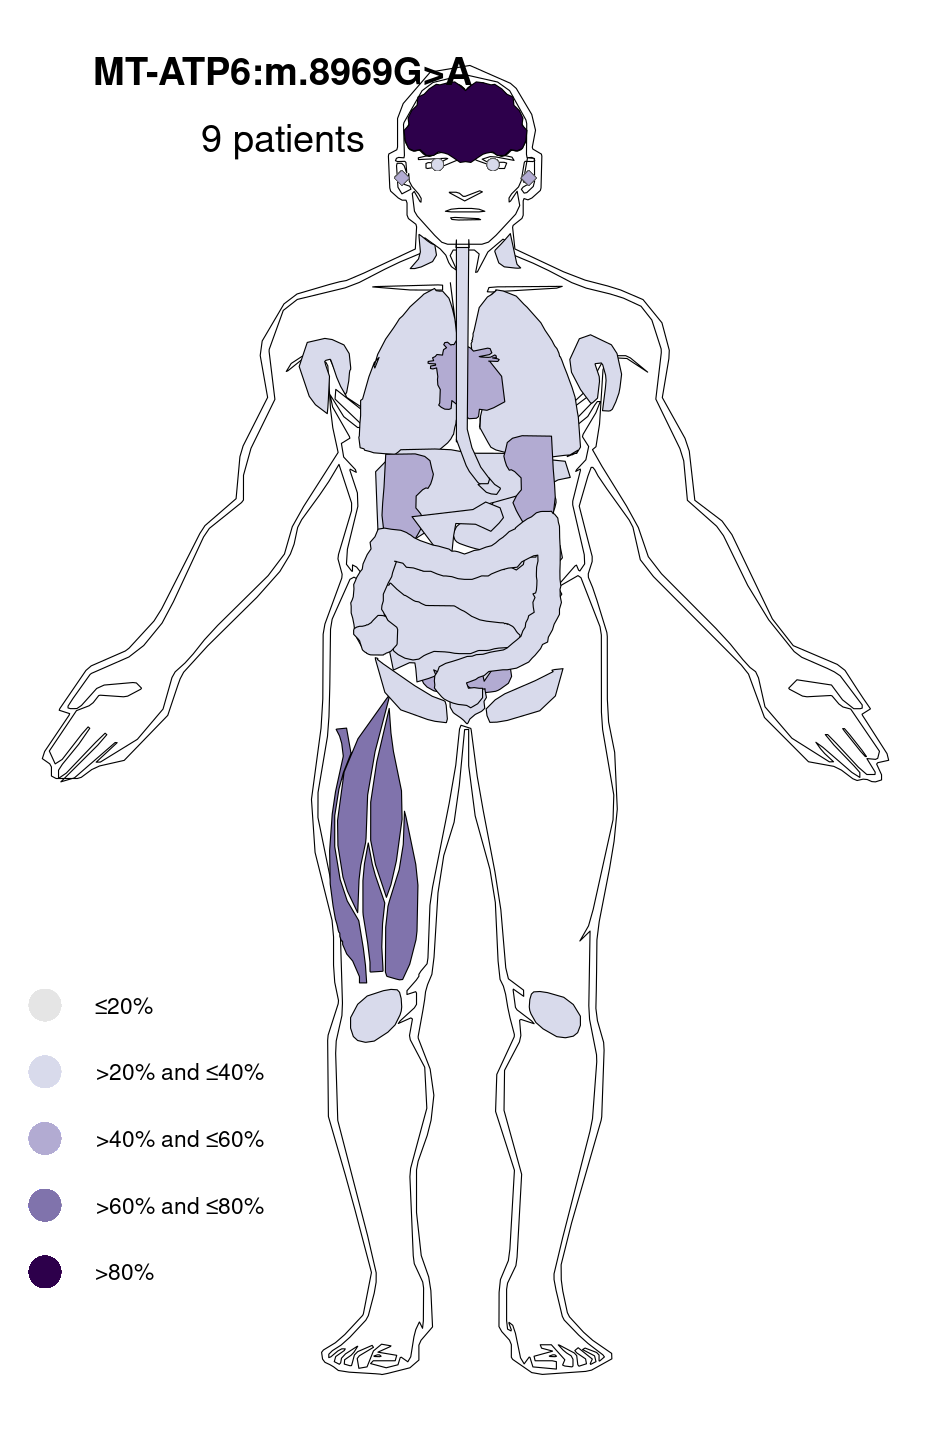 MT-ATP6:m.8969G>A
9 patients
≤20%
>20% and ≤40%
>40% and ≤60%
>60% and ≤80%
>80%